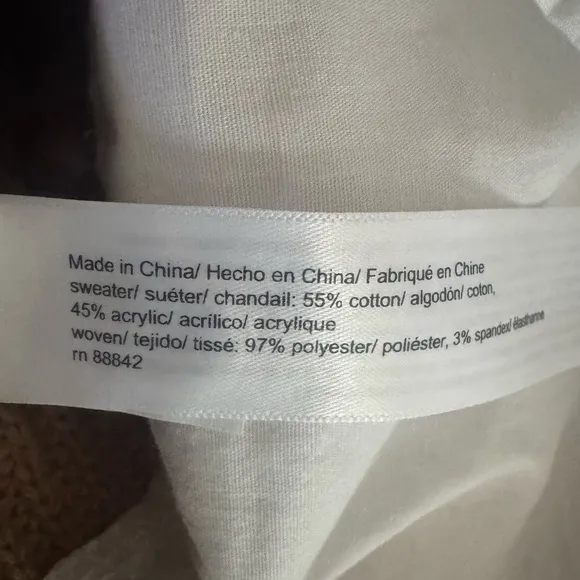 Made in China/ Hecho en China/ Fabriqué en Chine
sweater/ suéter/ chandail: 55% cotton/ algodón/ coton,
45% acrylic/ acrílico/ acrylique
woven/ tejido/ tissé: 97% polyester/ poliéster, 3% spandex/ élasthanne
rn 88842